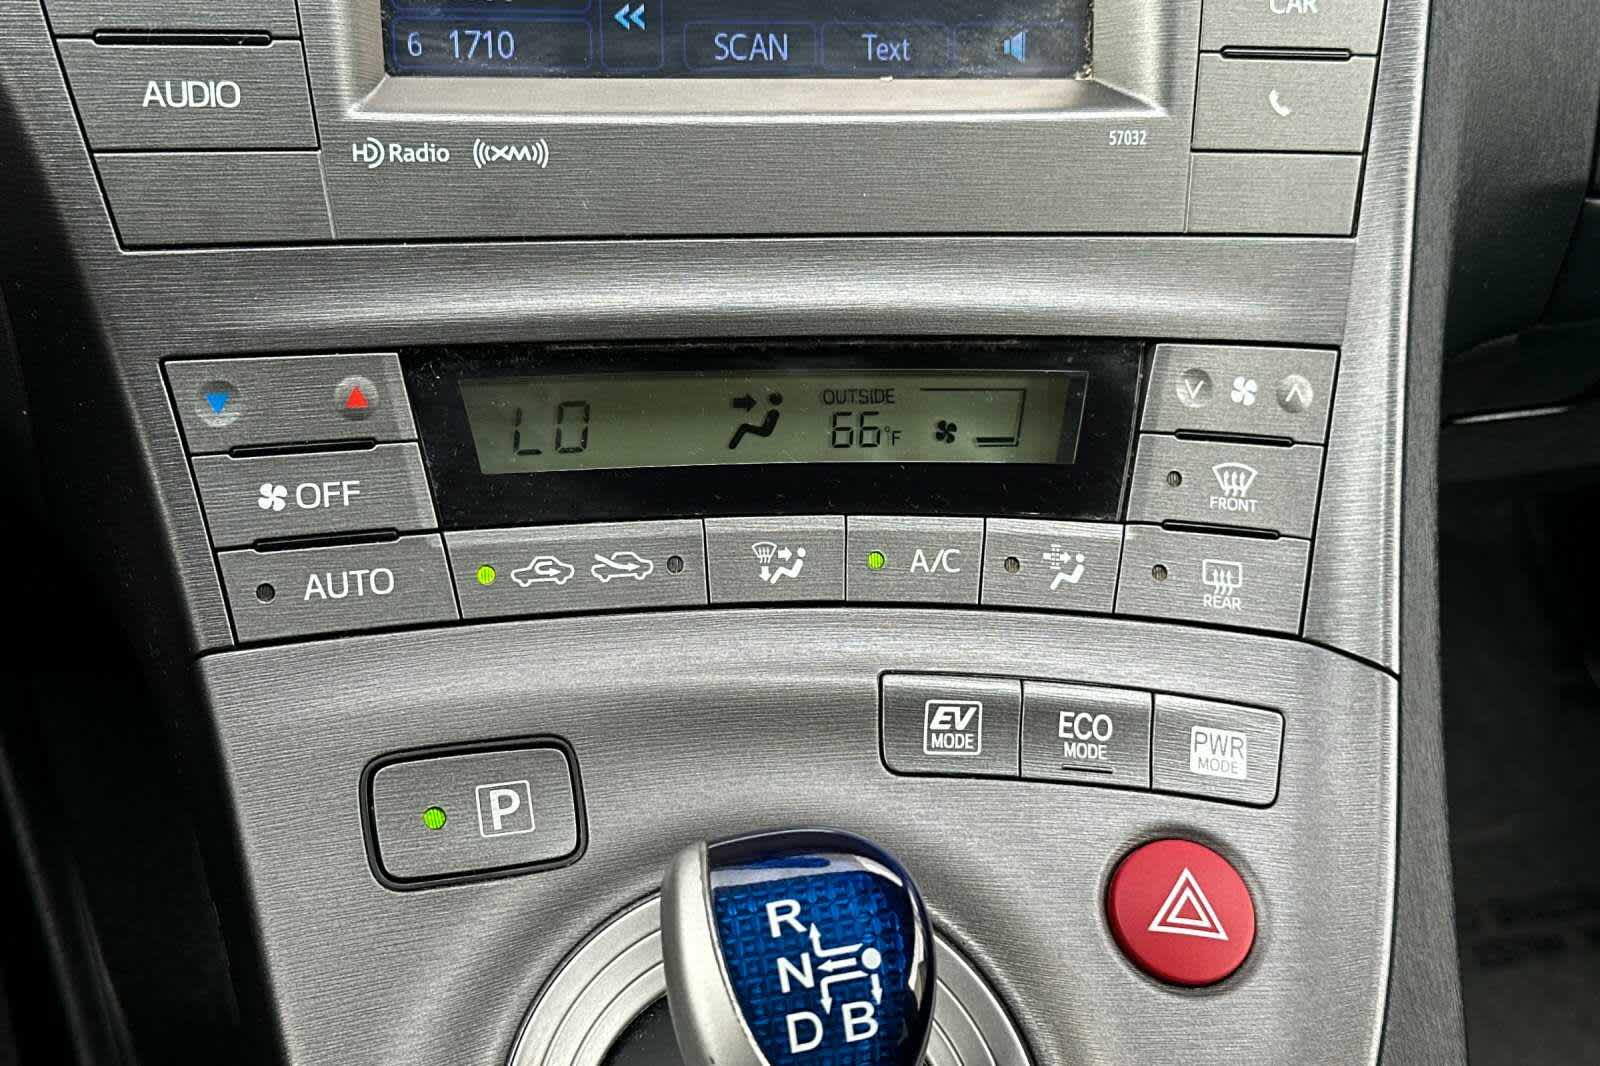 CAR
6 1710
SCAN
Text
AUDIO
HD Radio
((XM))
57032
LO
OUTSIDE
66°F
OFF
FRONT
AUTO
A/C
REAR
EV
MODE
ECO
MODE
PWR
MODE
P
R
N
D
B